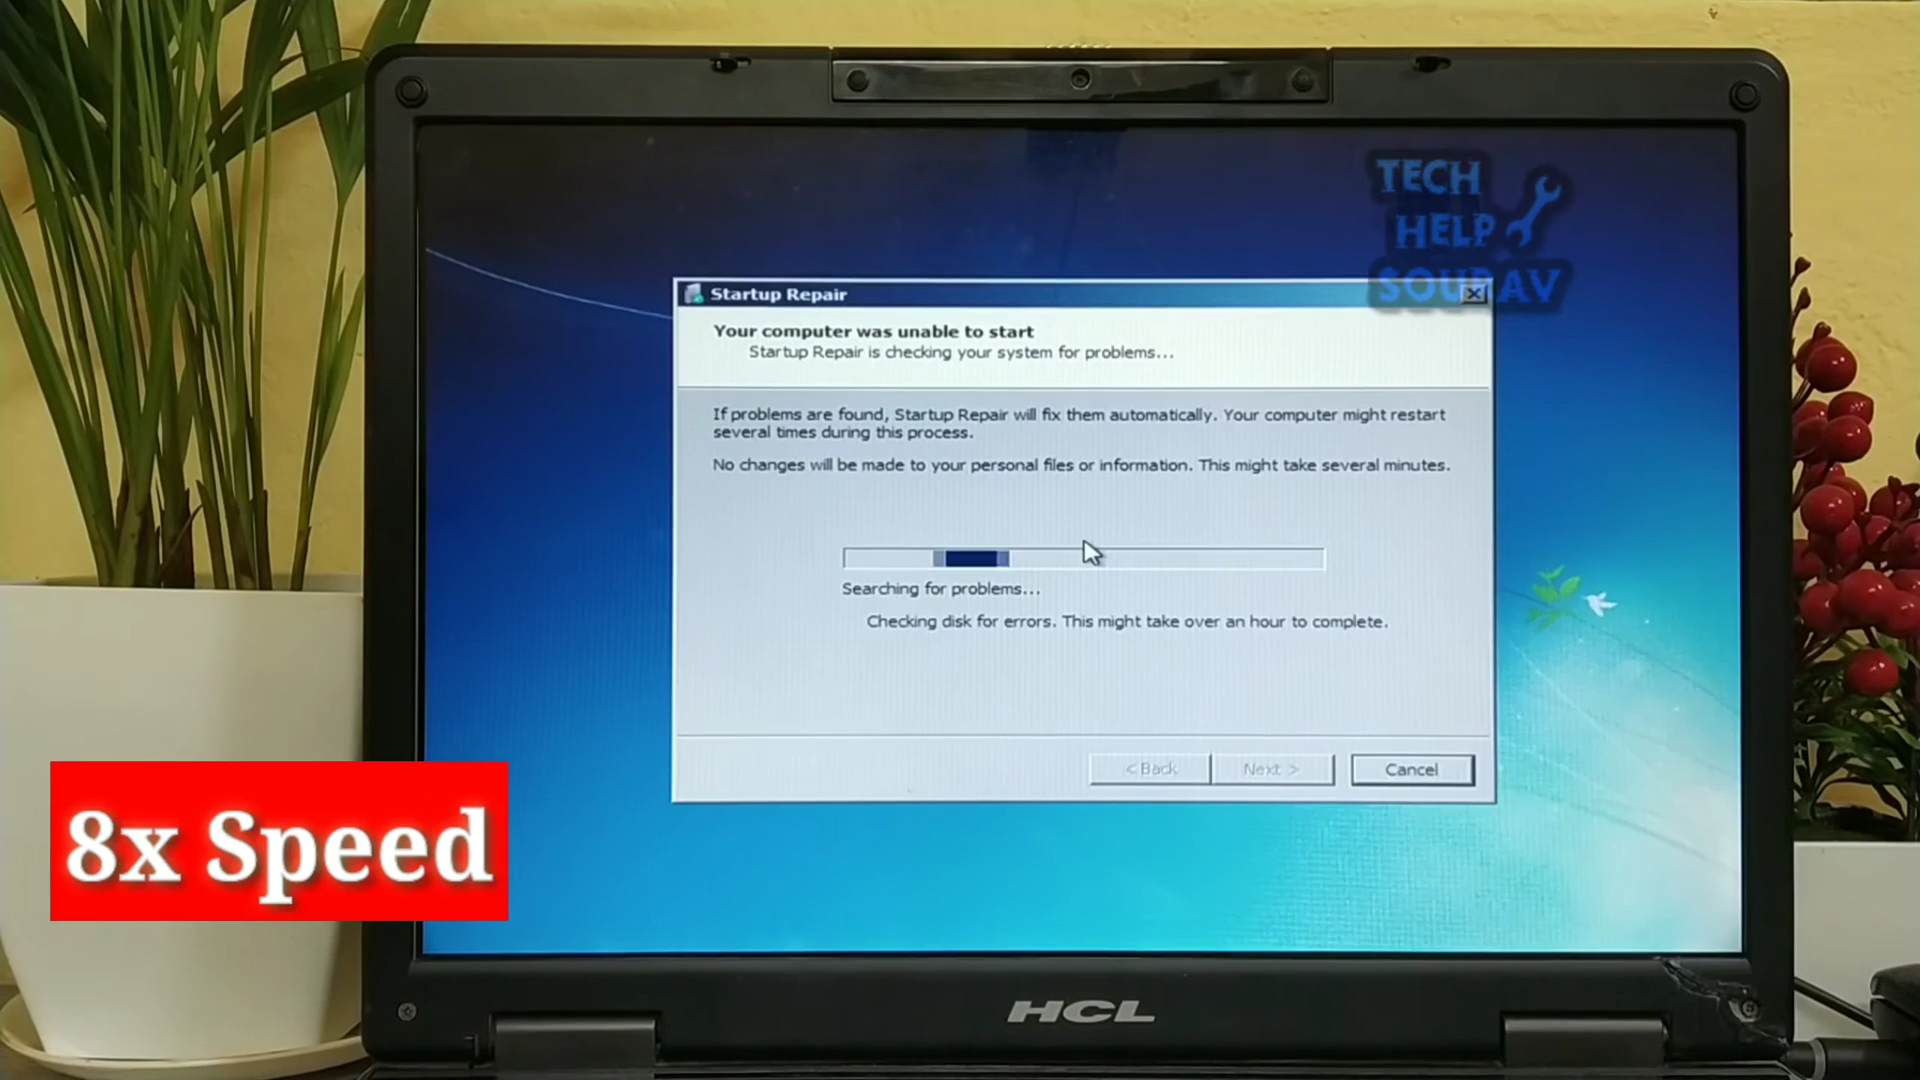 TECH
HELP
SOURAV
Startup Repair
Your computer was unable to start
Startup Repair is checking your system for problems...
If problems are found, Startup Repair will fix them automatically. Your computer might restart
several times during this process.
No changes will be made to your personal files or information. This might take several minutes.
Searching for problems...
Checking disk for errors. This might take over an hour to complete.
< Back
Next >
Cancel
8x Speed
HCL